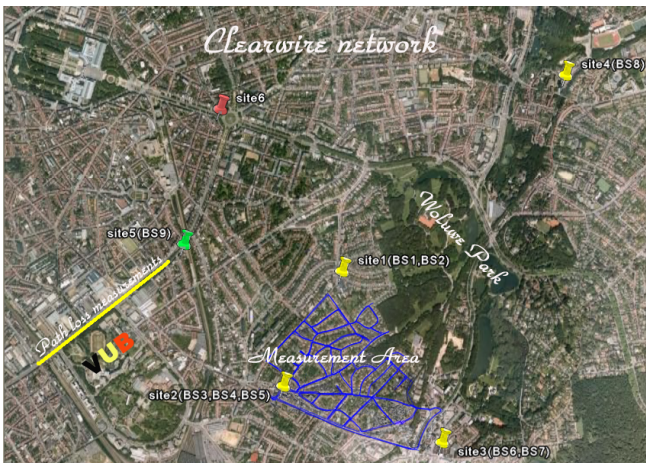 Clearwire network
site4(BS8)
site6
Woluwe Park
site5(BS9)
site1(BS1,BS2)
Path loss measurements
VUB
Measurement Area
site2(BS3,BS4,BS5)
site3(BS6,BS7)